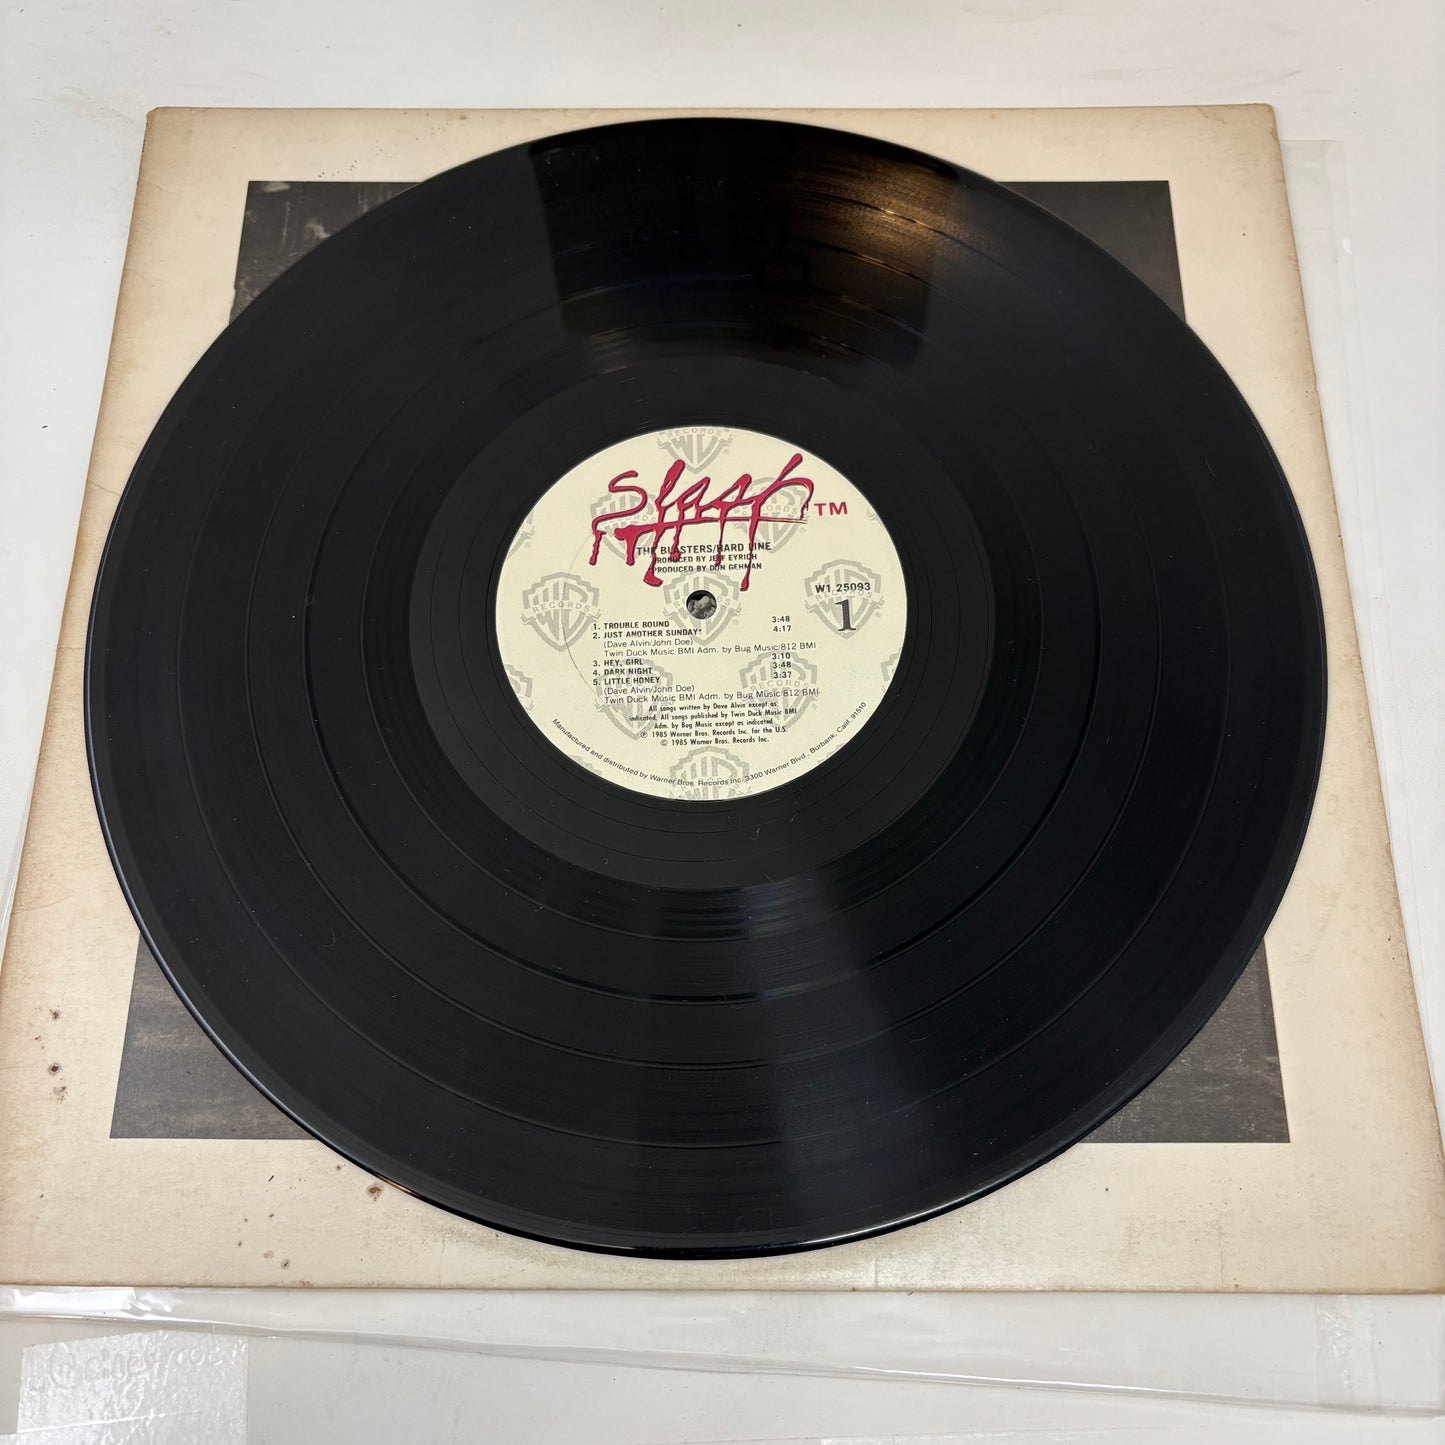 RECORDS
WB
slash TM
THE BLASTERS/HARD LINE
PRODUCED BY JEFF EYRICH
*PRODUCED BY DON GEHMAN
W1 25093
1
1. TROUBLE BOUND 3:48
2. JUST ANOTHER SUNDAY* 4:17
(Dave Alvin/John Doe)
Twin Duck Music BMI Adm. by Bug Music/812 BMI
3. HEY, GIRL 3:10
4. DARK NIGHT 3:48
5. LITTLE HONEY 3:37
(Dave Alvin/John Doe)
Twin Duck Music BMI Adm. by Bug Music/812 BMI
All songs written by Dave Alvin except as
indicated. All songs published by Twin Duck Music BMI
Adm. by Bug Music except as indicated
℗ 1985 Warner Bros. Records Inc. for the U.S.
© 1985 Warner Bros. Records Inc.
Manufactured and distributed by Warner Bros. Records Inc., 3300 Warner Blvd., Burbank, Calif. 91510